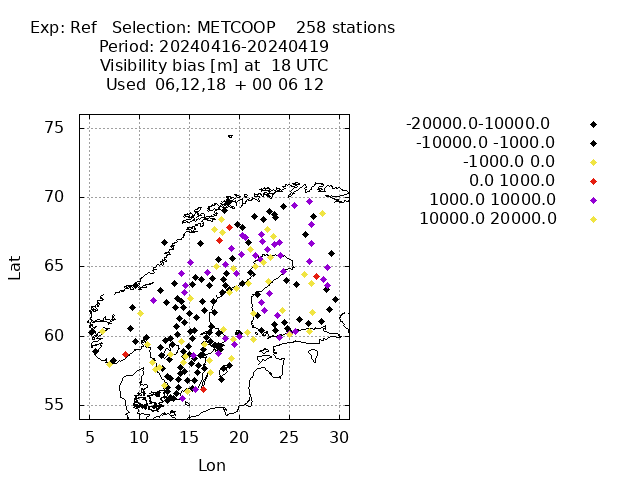 Exp: Ref Selection: METCOOP 258 stations
Period: 20240416-20240419
Visibility bias [m] at 18 UTC
Used 06,12,18 + 00 06 12
-20000.0-10000.0
-10000.0 -1000.0
-1000.0 0.0
0.0 1000.0
1000.0 10000.0
10000.0 20000.0
75
70
65
60
55
Lat
5 10 15 20 25 30
Lon